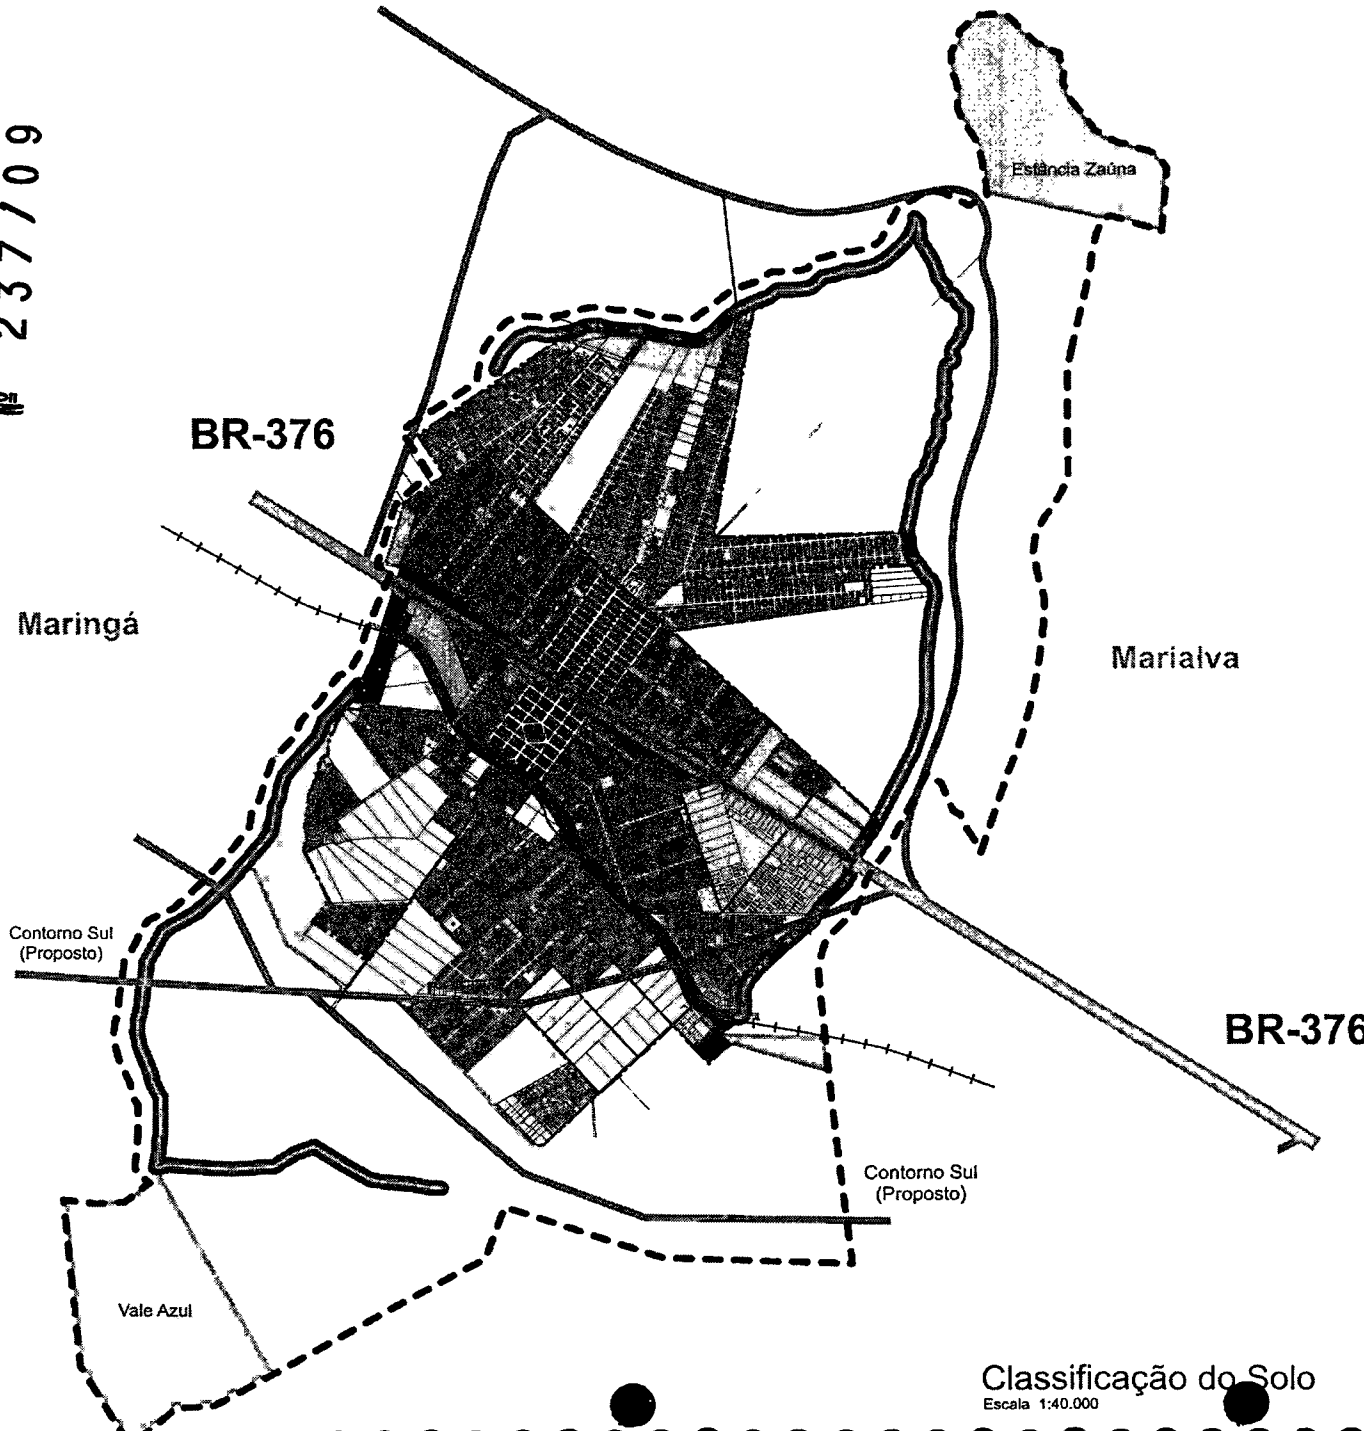 Nº 237/09
Estância Zaúna
BR-376
Maringá
Marialva
Contorno Sul
(Proposto)
BR-376
Contorno Sul
(Proposto)
Vale Azul
Classificação do Solo
Escala 1:40.000